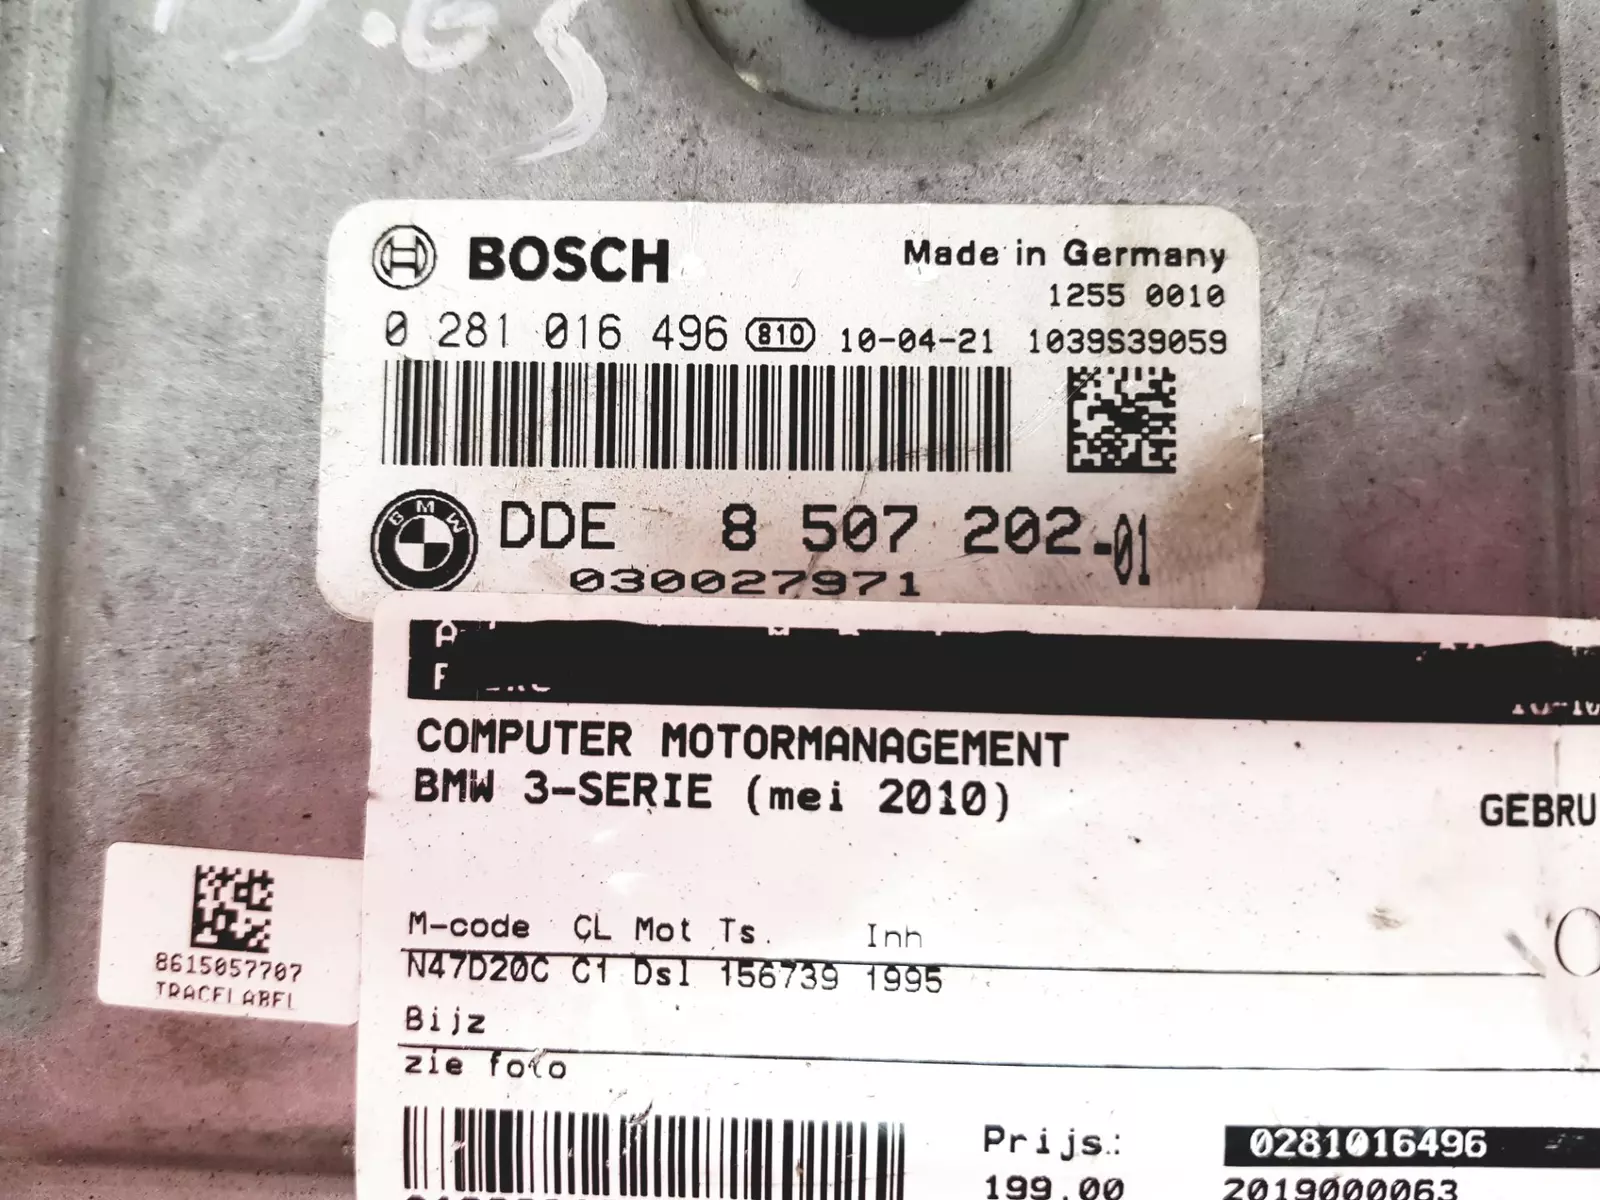 BOSCH
Made in Germany
1255 0010
0 281 016 496 810 10-04-21 1039S39059
BMW
DDE 8 507 202-01
030027971
COMPUTER MOTORMANAGEMENT
BMW 3-SERIE (mei 2010)
GEBRU
M-code CL Mot Ts. Inh
N47D20C C1 Dsl 156739 1995
Bijz
zie foto
8615057707
TRACELABEL
Prijs: 0281016496
199.00 2019000063